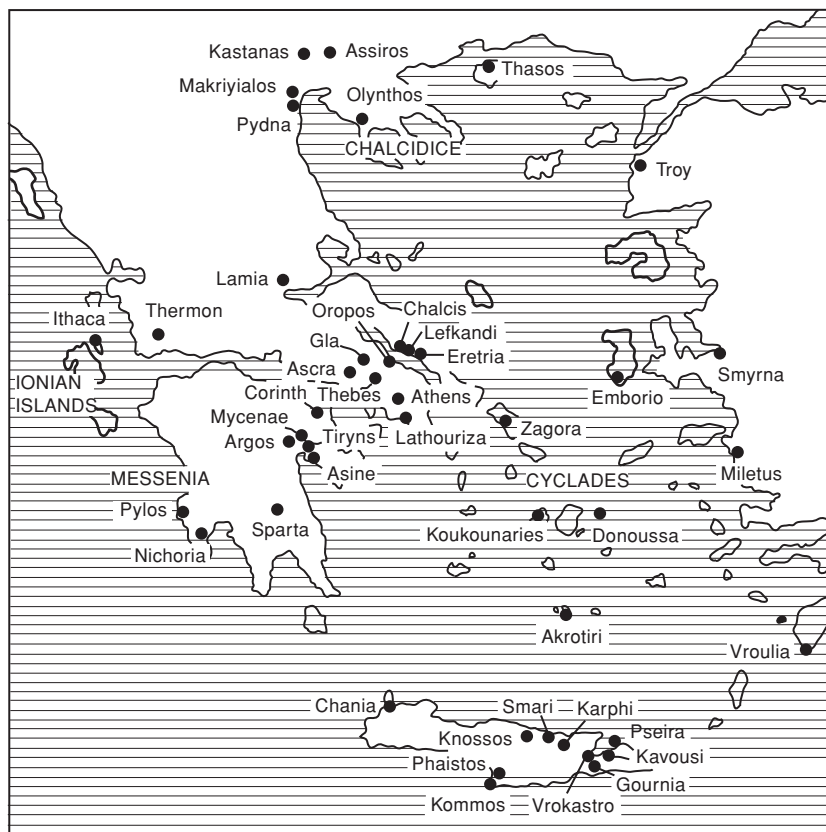 Kastanas
Assiros
Thasos
Makriyialos
Olynthos
Pydna
CHALCIDICE
Troy
Lamia
Oropos
Chalcis
Thermon
Ithaca
Lefkandi
Gla
Eretria
Ascra
Smyrna
IONIAN
ISLANDS
Corinth
Thebes
Athens
Emborio
Mycenae
Zagora
Argos
Tiryns
Lathouriza
Asine
MESSENIA
CYCLADES
Miletus
Pylos
Sparta
Koukounaries
Donoussa
Nichoria
Akrotiri
Vroulia
Chania
Smari
Karphi
Knossos
Pseira
Phaistos
Kavousi
Gournia
Kommos
Vrokastro